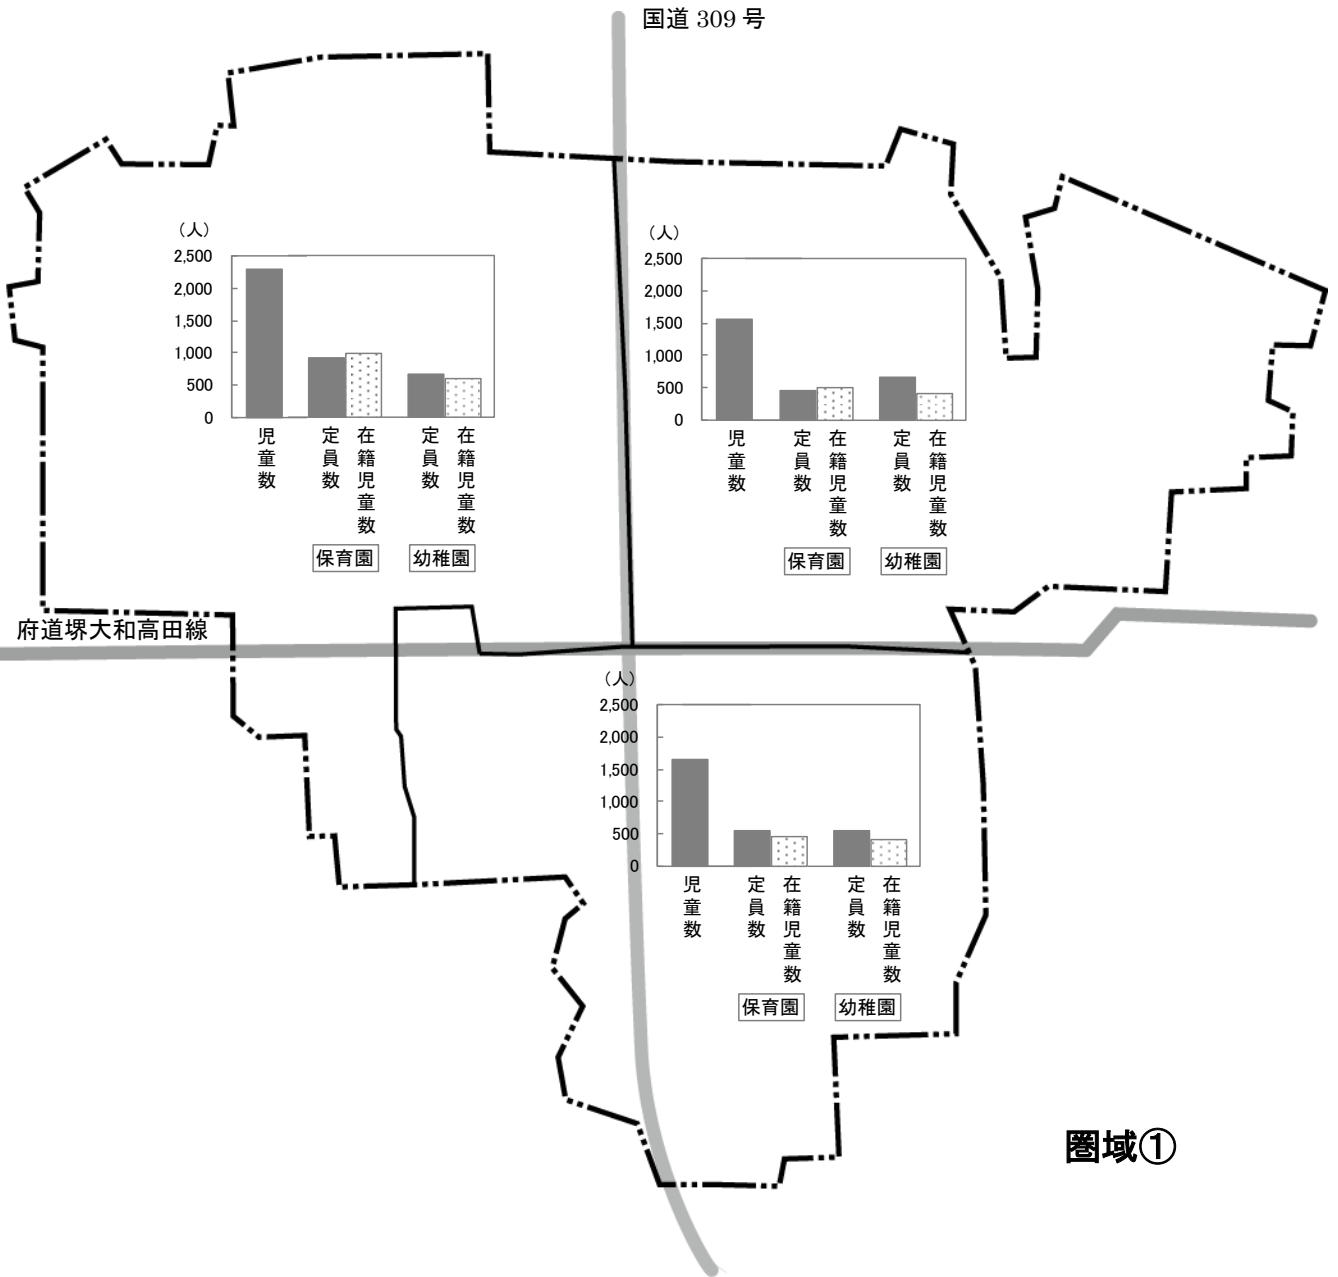 国道 309 号
（人）
2,500
2,000
1,500
1,000
500
0
児童数
定員数
在籍児童数
定員数
在籍児童数
保育園
幼稚園
（人）
2,500
2,000
1,500
1,000
500
0
児童数
定員数
在籍児童数
定員数
在籍児童数
保育園
幼稚園
府道堺大和高田線
（人）
2,500
2,000
1,500
1,000
500
0
児童数
定員数
在籍児童数
定員数
在籍児童数
保育園
幼稚園
圏域①